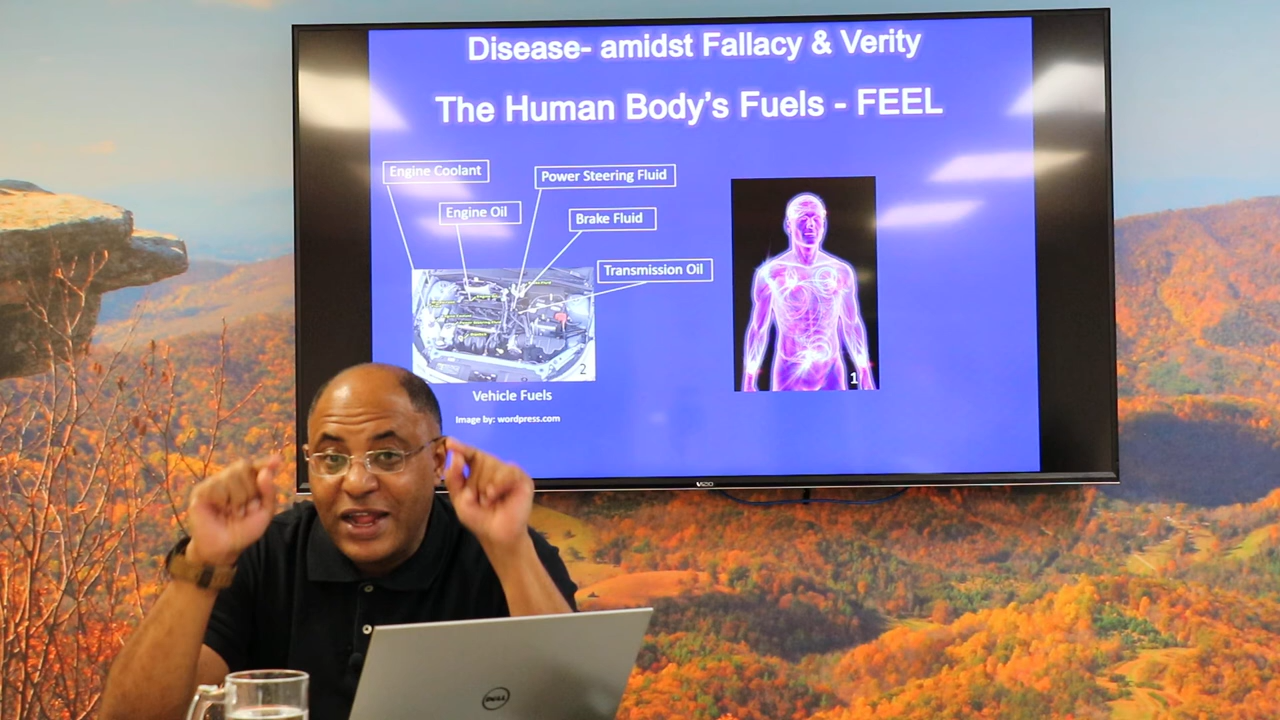 Disease- amidst Fallacy & Verity
The Human Body's Fuels - FEEL
Engine Coolant
Power Steering Fluid
Engine Oil
Brake Fluid
Transmission Oil
2
1
Vehicle Fuels
Image by: wordpress.com
VIZIO
DELL